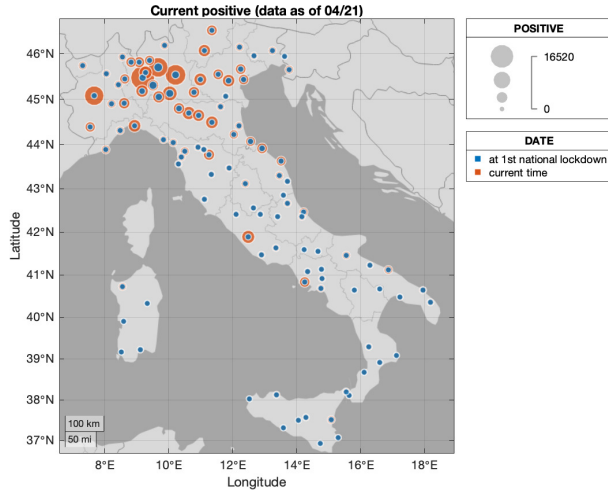 Current positive (data as of 04/21)
POSITIVE
16520
0
DATE
at 1st national lockdown
current time
Latitude
46°N
45°N
44°N
43°N
42°N
41°N
40°N
39°N
38°N
37°N
100 km
50 mi
8°E 10°E 12°E 14°E 16°E 18°E
Longitude